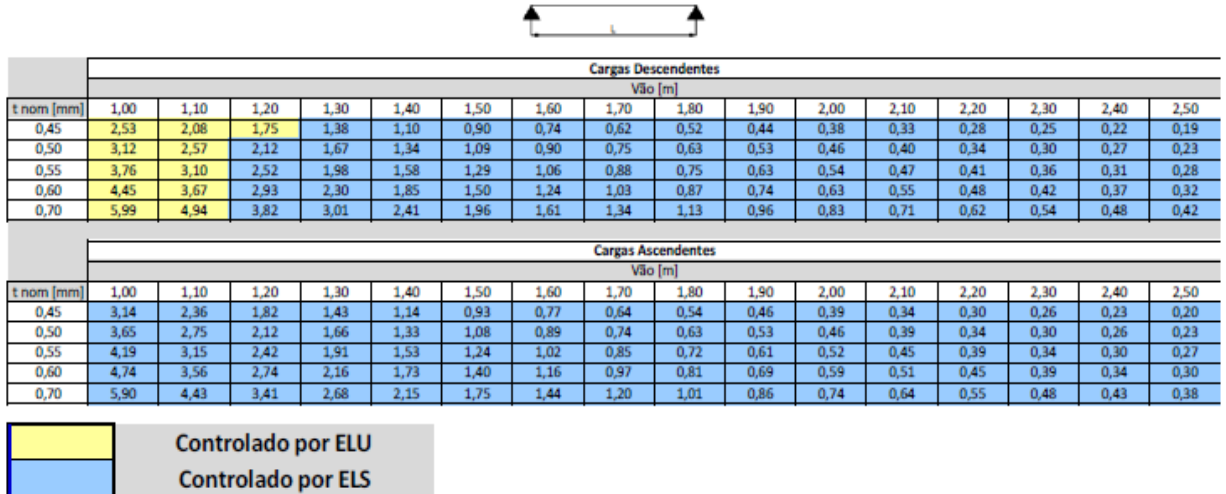 L
Cargas Descendentes
Vão [m]
t nom [mm] 1,00 1,10 1,20 1,30 1,40 1,50 1,60 1,70 1,80 1,90 2,00 2,10 2,20 2,30 2,40 2,50
0,45 2,53 2,08 1,75 1,38 1,10 0,90 0,74 0,62 0,52 0,44 0,38 0,33 0,28 0,25 0,22 0,19
0,50 3,12 2,57 2,12 1,67 1,34 1,09 0,90 0,75 0,63 0,53 0,46 0,40 0,34 0,30 0,27 0,23
0,55 3,76 3,10 2,52 1,98 1,58 1,29 1,06 0,88 0,75 0,63 0,54 0,47 0,41 0,36 0,31 0,28
0,60 4,45 3,67 2,93 2,30 1,85 1,50 1,24 1,03 0,87 0,74 0,63 0,55 0,48 0,42 0,37 0,32
0,70 5,99 4,94 3,82 3,01 2,41 1,96 1,61 1,34 1,13 0,96 0,83 0,71 0,62 0,54 0,48 0,42
Cargas Ascendentes
Vão [m]
t nom [mm] 1,00 1,10 1,20 1,30 1,40 1,50 1,60 1,70 1,80 1,90 2,00 2,10 2,20 2,30 2,40 2,50
0,45 3,14 2,36 1,82 1,43 1,14 0,93 0,77 0,64 0,54 0,46 0,39 0,34 0,30 0,26 0,23 0,20
0,50 3,65 2,75 2,12 1,66 1,33 1,08 0,89 0,74 0,63 0,53 0,46 0,39 0,34 0,30 0,26 0,23
0,55 4,19 3,15 2,42 1,91 1,53 1,24 1,02 0,85 0,72 0,61 0,52 0,45 0,39 0,34 0,30 0,27
0,60 4,74 3,56 2,74 2,16 1,73 1,40 1,16 0,97 0,81 0,69 0,59 0,51 0,45 0,39 0,34 0,30
0,70 5,90 4,43 3,41 2,68 2,15 1,75 1,44 1,20 1,01 0,86 0,74 0,64 0,55 0,48 0,43 0,38
Controlado por ELU
Controlado por ELS